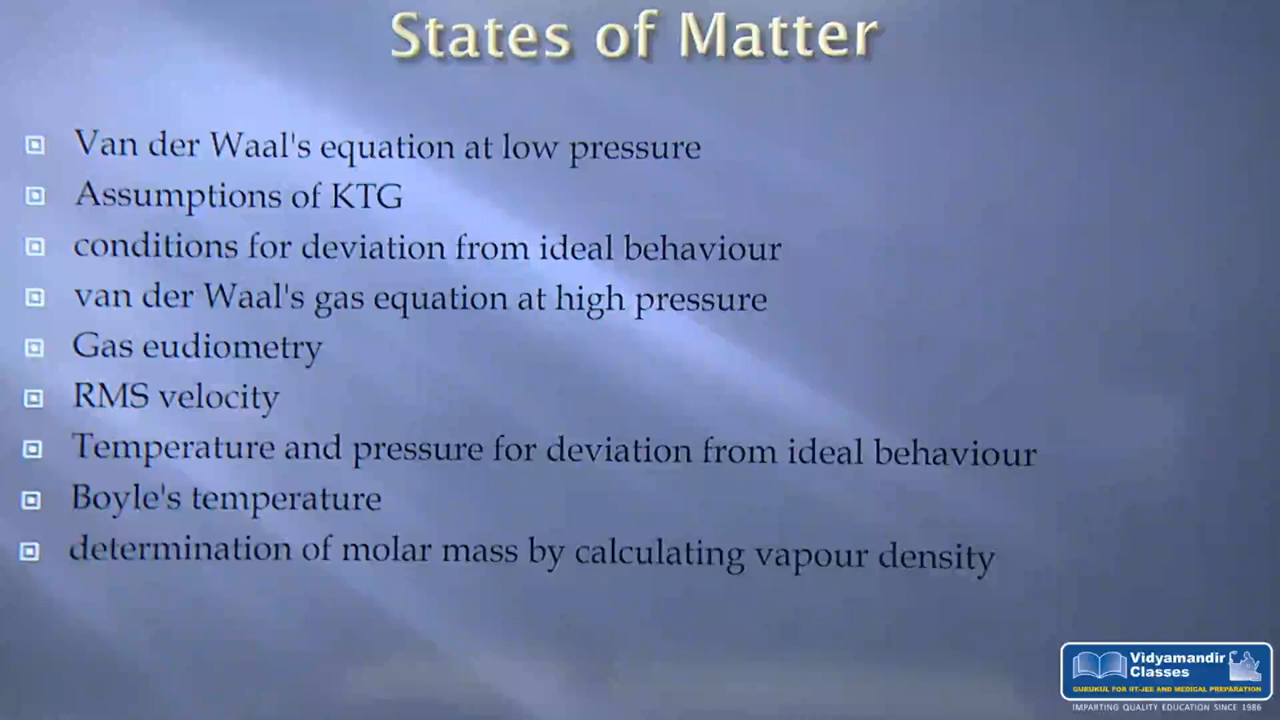 States of Matter
Van der Waal's equation at low pressure
Assumptions of KTG
conditions for deviation from ideal behaviour
van der Waal's gas equation at high pressure
Gas eudiometry
RMS velocity
Temperature and pressure for deviation from ideal behaviour
Boyle's temperature
determination of molar mass by calculating vapour density
Vidyamandir
Classes
GURUKUL FOR IIT-JEE AND MEDICAL PREPARATION
IMPARTING QUALITY EDUCATION SINCE 1986